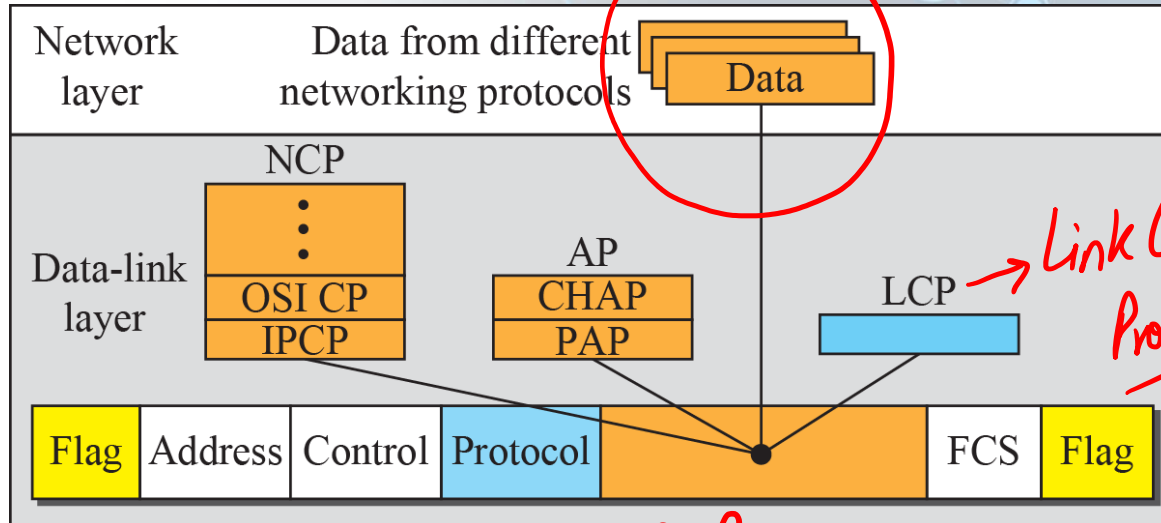 Network
layer
Data from different
networking protocols
Data
NCP
Data-link
layer
OSI CP
IPCP
AP
CHAP
PAP
LCP
Link
Flag Address Control Protocol FCS Flag